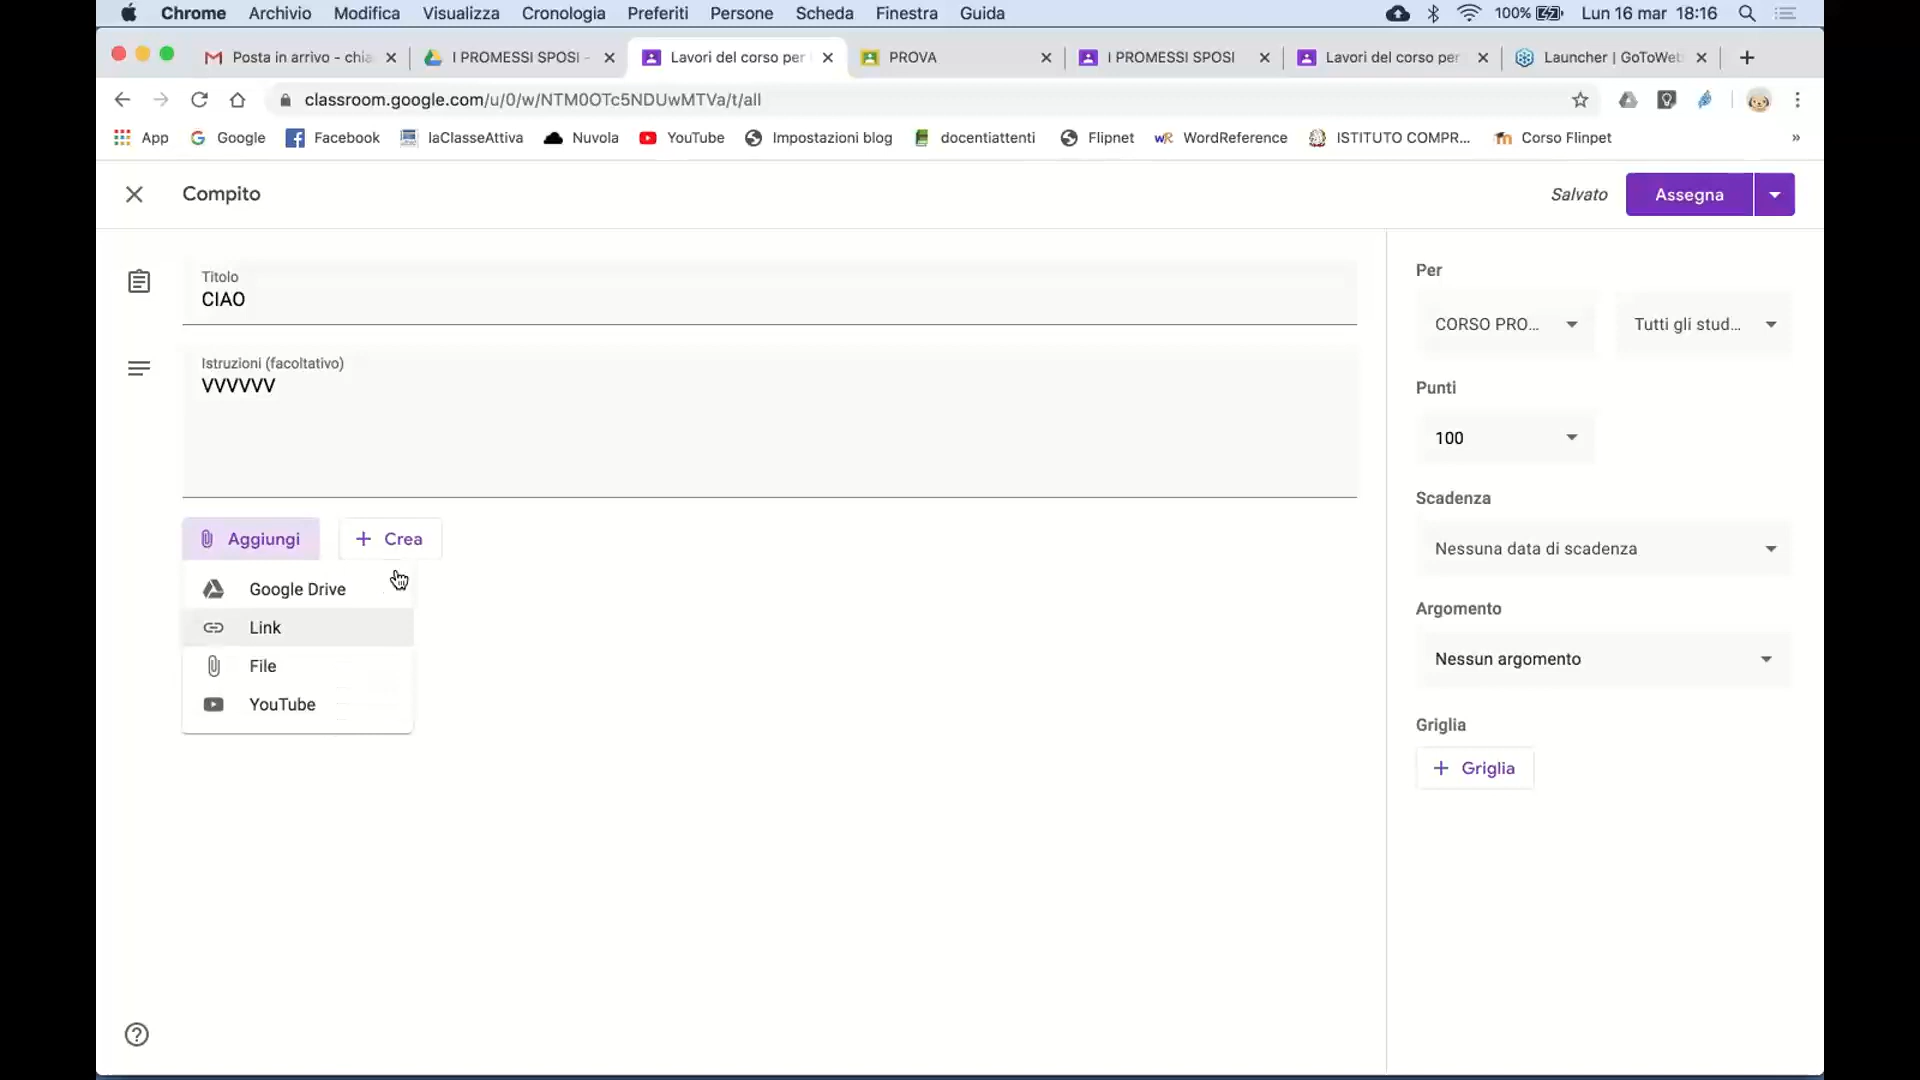 Chrome Archivio Modifica Visualizza Cronologia Preferiti Persone Scheda Finestra Guida 100% Lun 16 mar 18:16
Posta in arrivo - chia I PROMESSI SPOSI - Lavori del corso per PROVA I PROMESSI SPOSI Lavori del corso per Launcher | GoToWeb
classroom.google.com/u/0/w/NTM0OTc5NDUwMTVa/t/all
App Google Facebook laClasseAttiva Nuvola YouTube Impostazioni blog docentiattenti Flipnet WordReference ISTITUTO COMPR... Corso Flinpet »
Compito Salvato Assegna
Titolo
CIAO
Istruzioni (facoltativo)
VVVVVV
Aggiungi + Crea
Google Drive
Link
File
YouTube
Per
CORSO PRO... Tutti gli stud...
Punti
100
Scadenza
Nessuna data di scadenza
Argomento
Nessun argomento
Griglia
+ Griglia